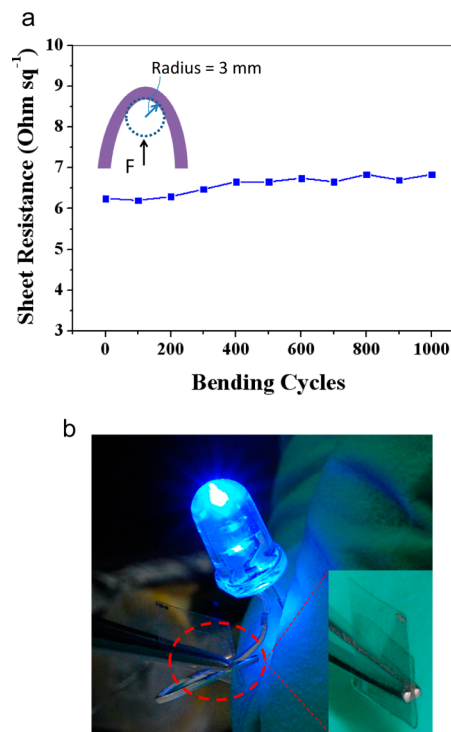 a
Sheet Resistance (Ohm sq⁻¹)
10
9
8
7
6
5
4
3
Radius = 3 mm
F
0
200
400
600
800
1000
Bending Cycles
b